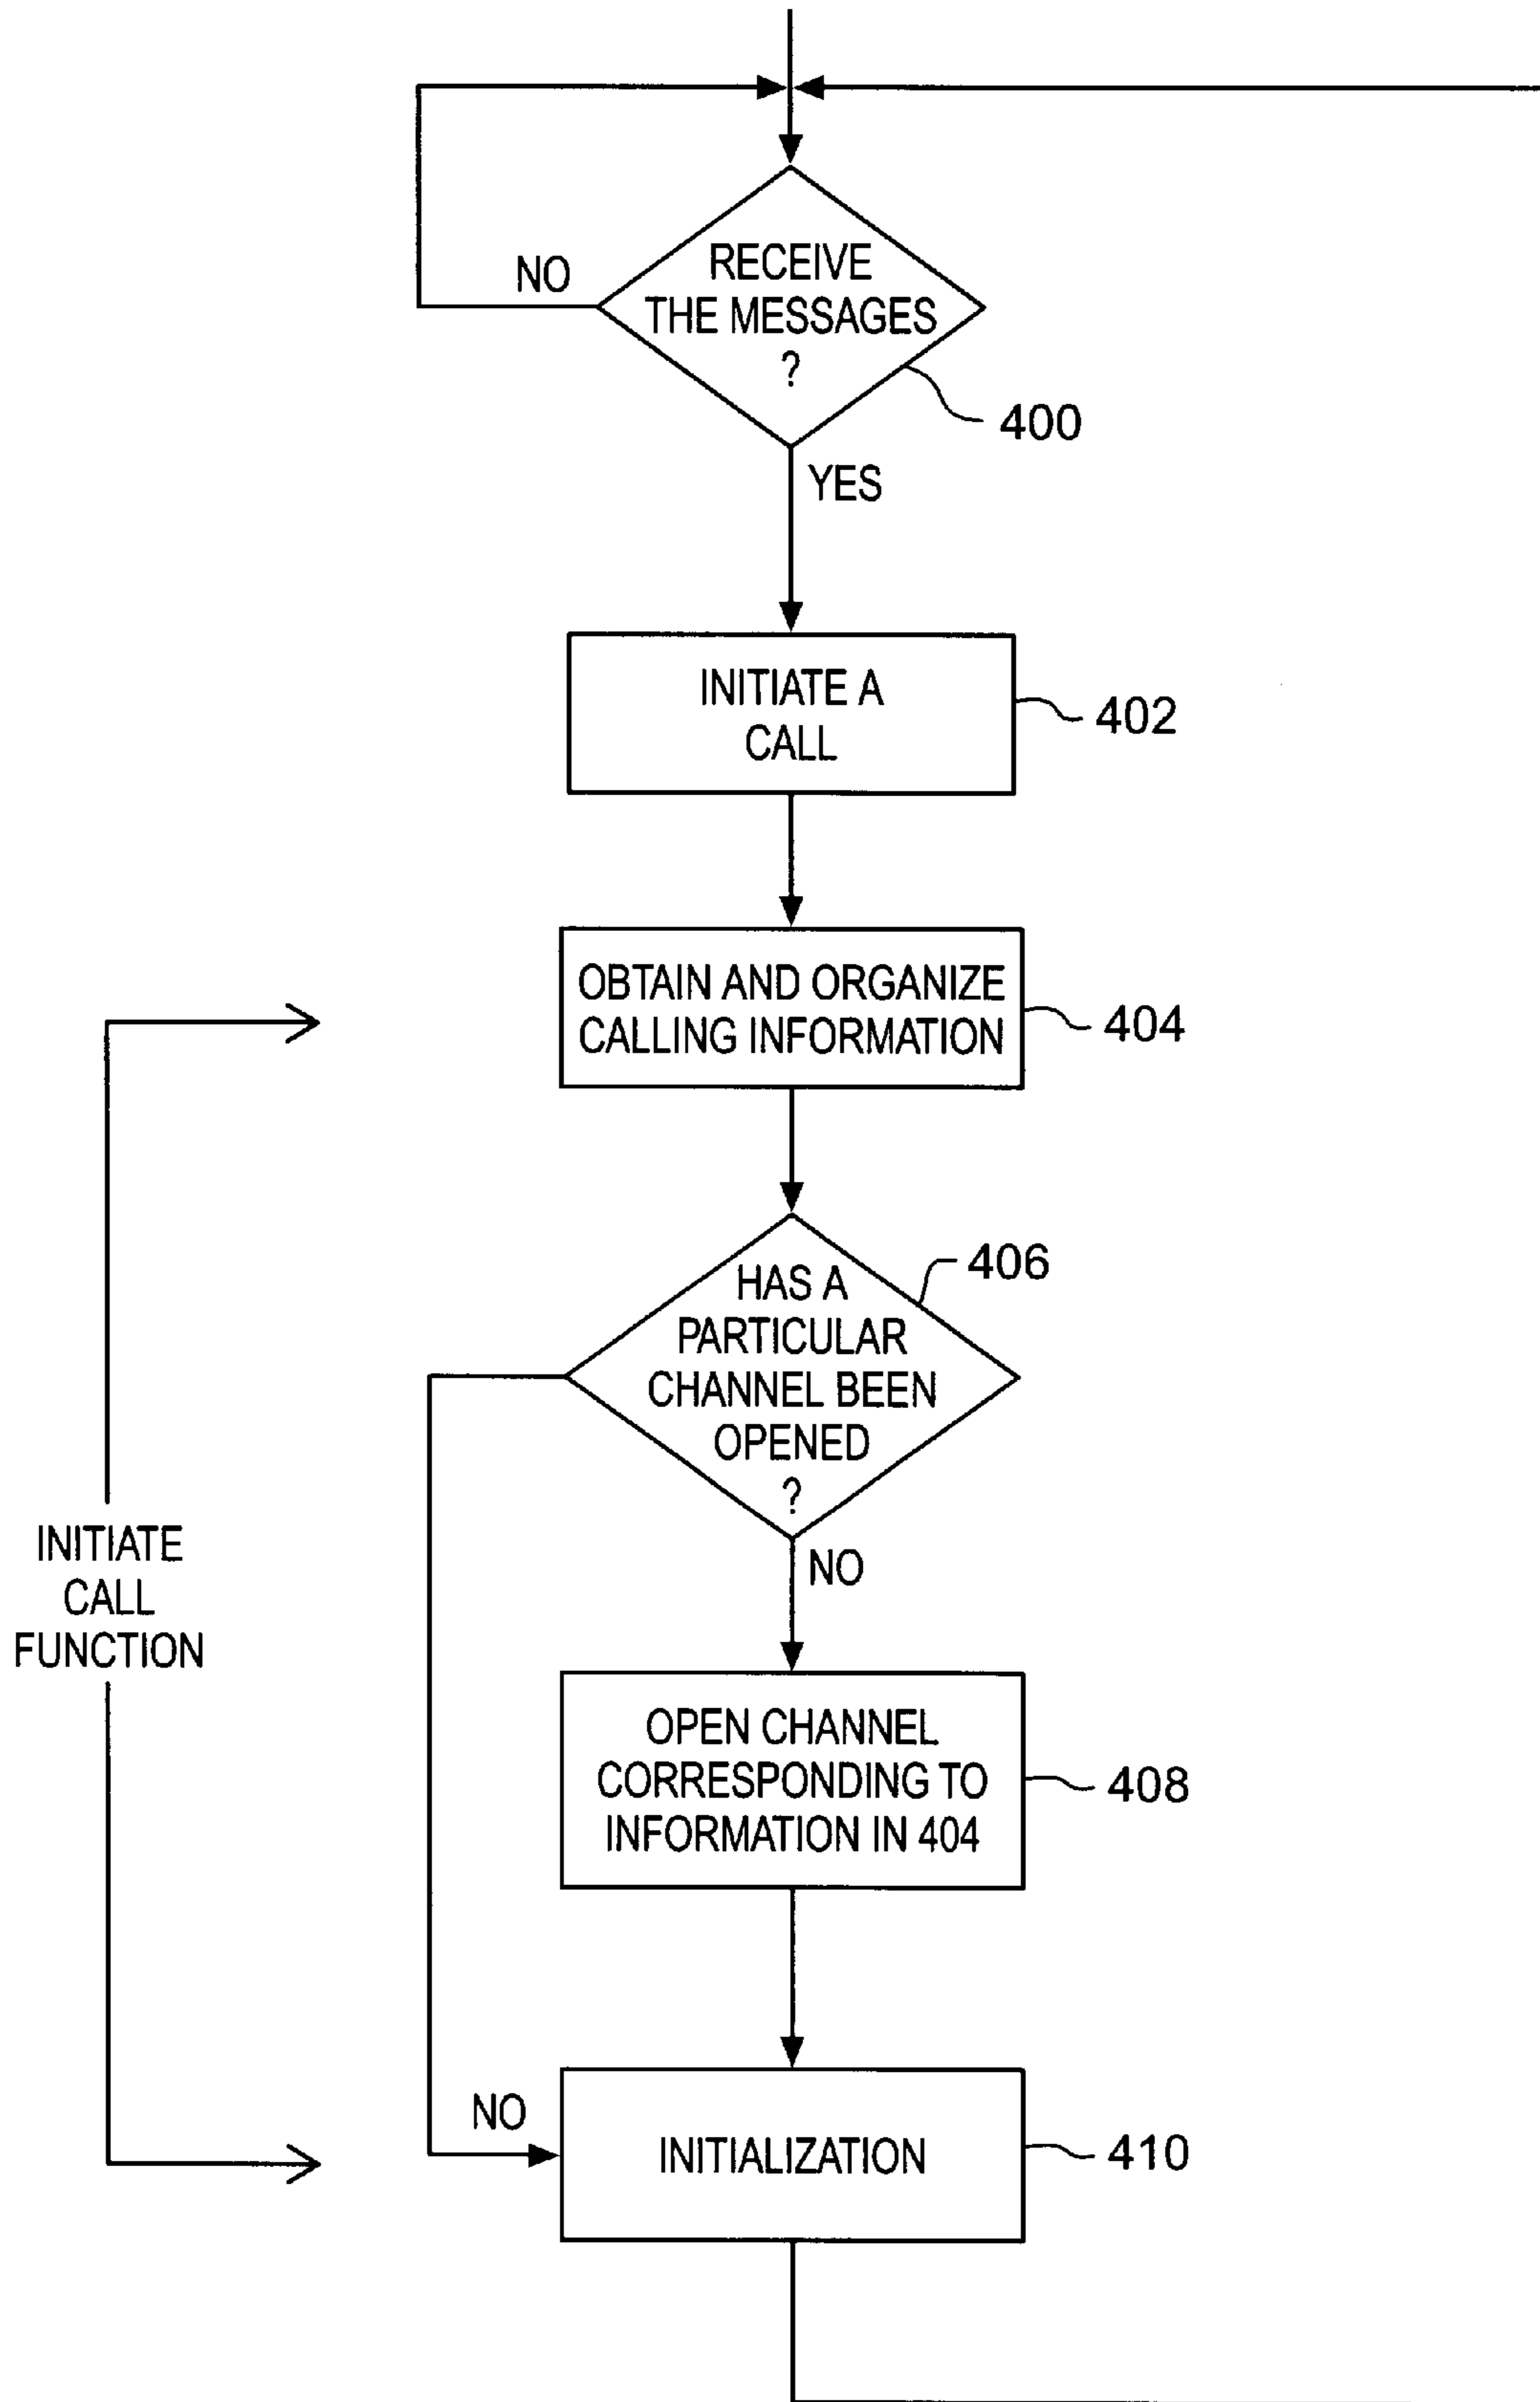 NO
RECEIVE
THE MESSAGES
?
400
YES
INITIATE A
CALL
402
OBTAIN AND ORGANIZE
CALLING INFORMATION
404
HAS A
PARTICULAR
CHANNEL BEEN
OPENED
?
406
NO
INITIATE
CALL
FUNCTION
OPEN CHANNEL
CORRESPONDING TO
INFORMATION IN 404
408
NO
INITIALIZATION
410